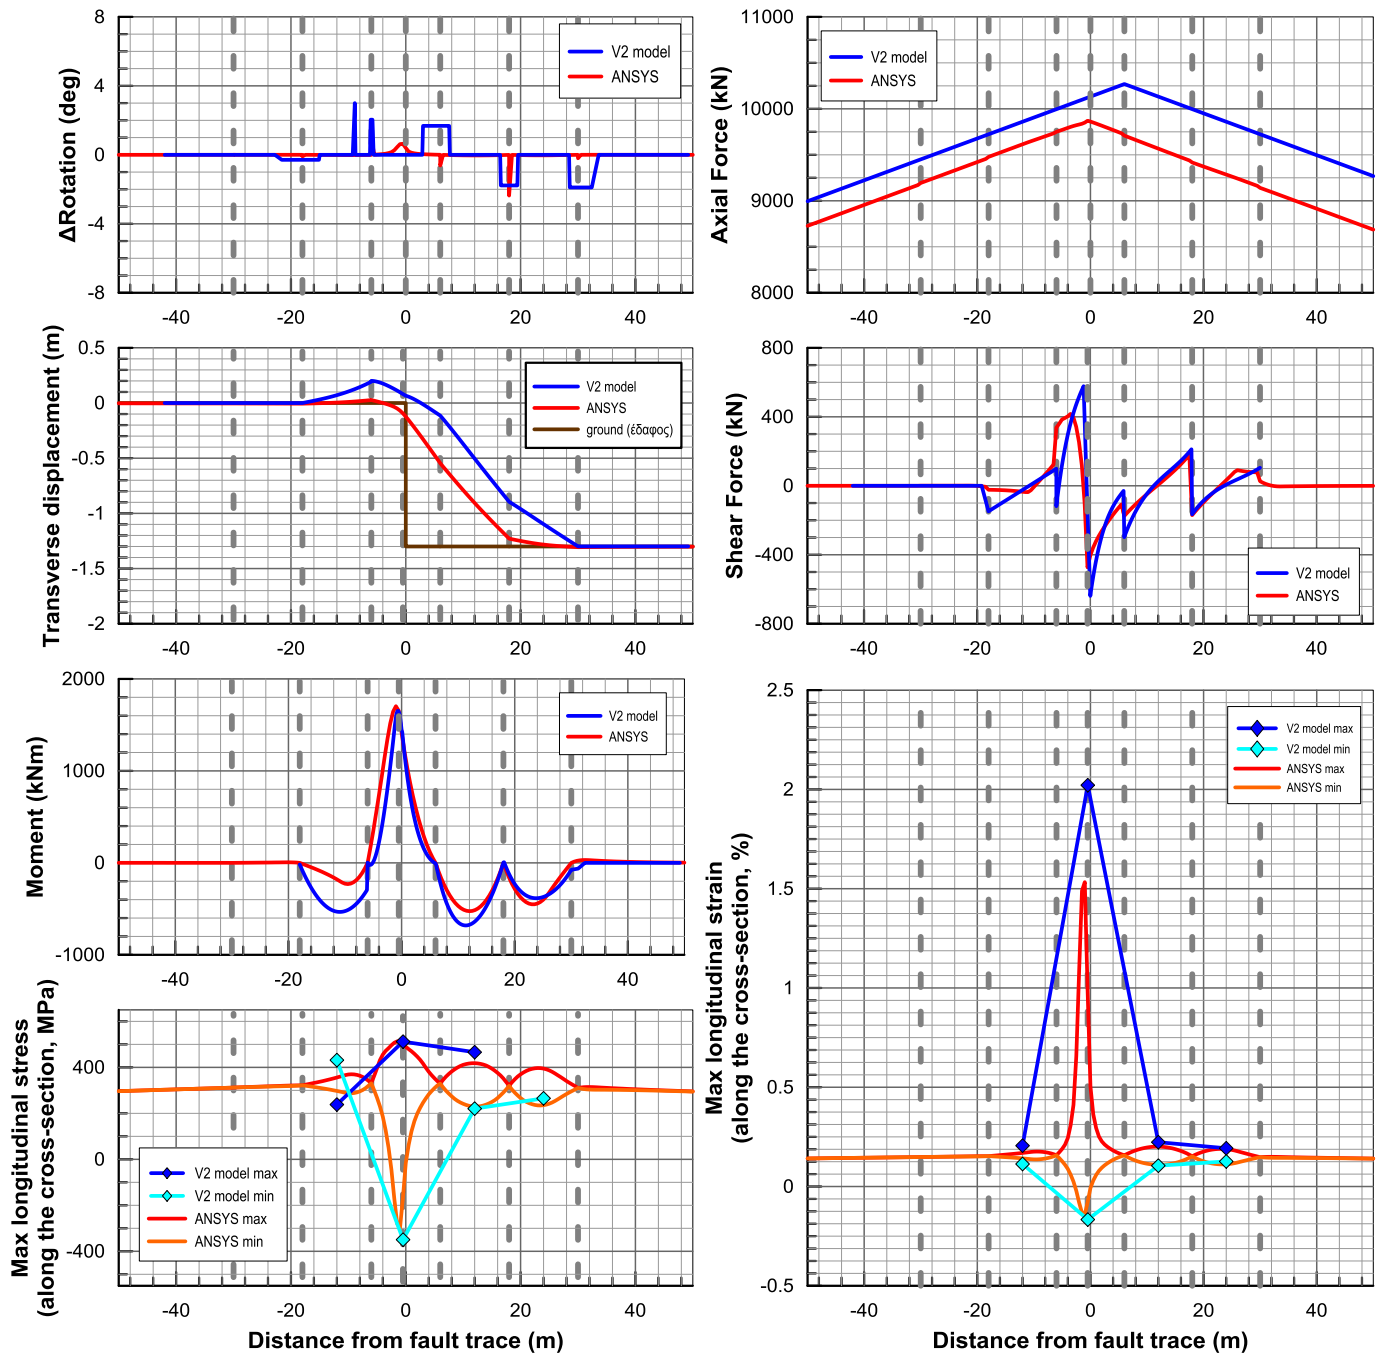 ΔRotation (deg)
8
4
0
-4
-8
V2 model
ANSYS
-40 -20 0 20 40
Axial Force (kN)
11000
10000
9000
8000
V2 model
ANSYS
-40 -20 0 20 40
Transverse displacement (m)
0.5
0
-0.5
-1
-1.5
-2
V2 model
ANSYS
ground (έδαφος)
-40 -20 0 20 40
Shear Force (kN)
800
400
0
-400
-800
V2 model
ANSYS
-40 -20 0 20 40
Moment (kNm)
2000
1000
0
-1000
V2 model
ANSYS
-40 -20 0 20 40
Max longitudinal stress
(along the cross-section, MPa)
400
0
-400
V2 model max
V2 model min
ANSYS max
ANSYS min
-40 -20 0 20 40
Distance from fault trace (m)
Max longitudinal strain
(along the cross-section, %)
2.5
2
1.5
1
0.5
0
-0.5
V2 model max
V2 model min
ANSYS max
ANSYS min
-40 -20 0 20 40
Distance from fault trace (m)